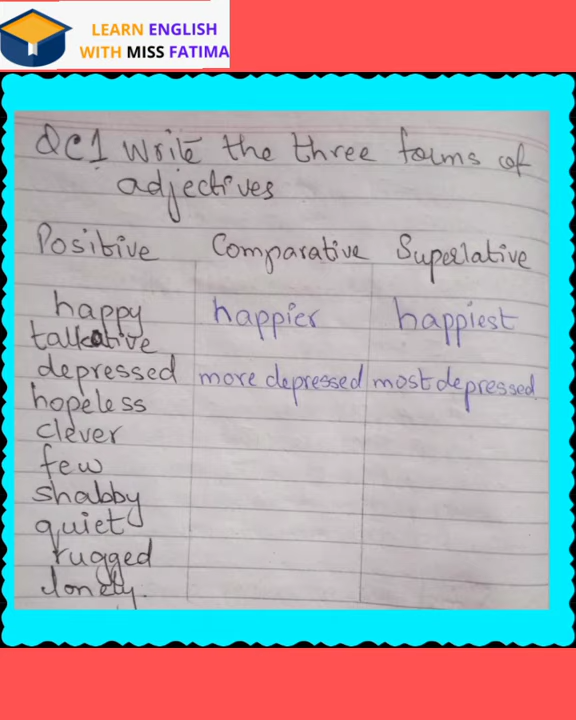 LEARN ENGLISH
WITH MISS FATIMA
QC1 Write the three forms of
adjectives
Positive Comparative Superlative
happy happier happiest
talkative
depressed more depressed most depressed
hopeless
clever
few
shabby
quiet
rugged
lonely.